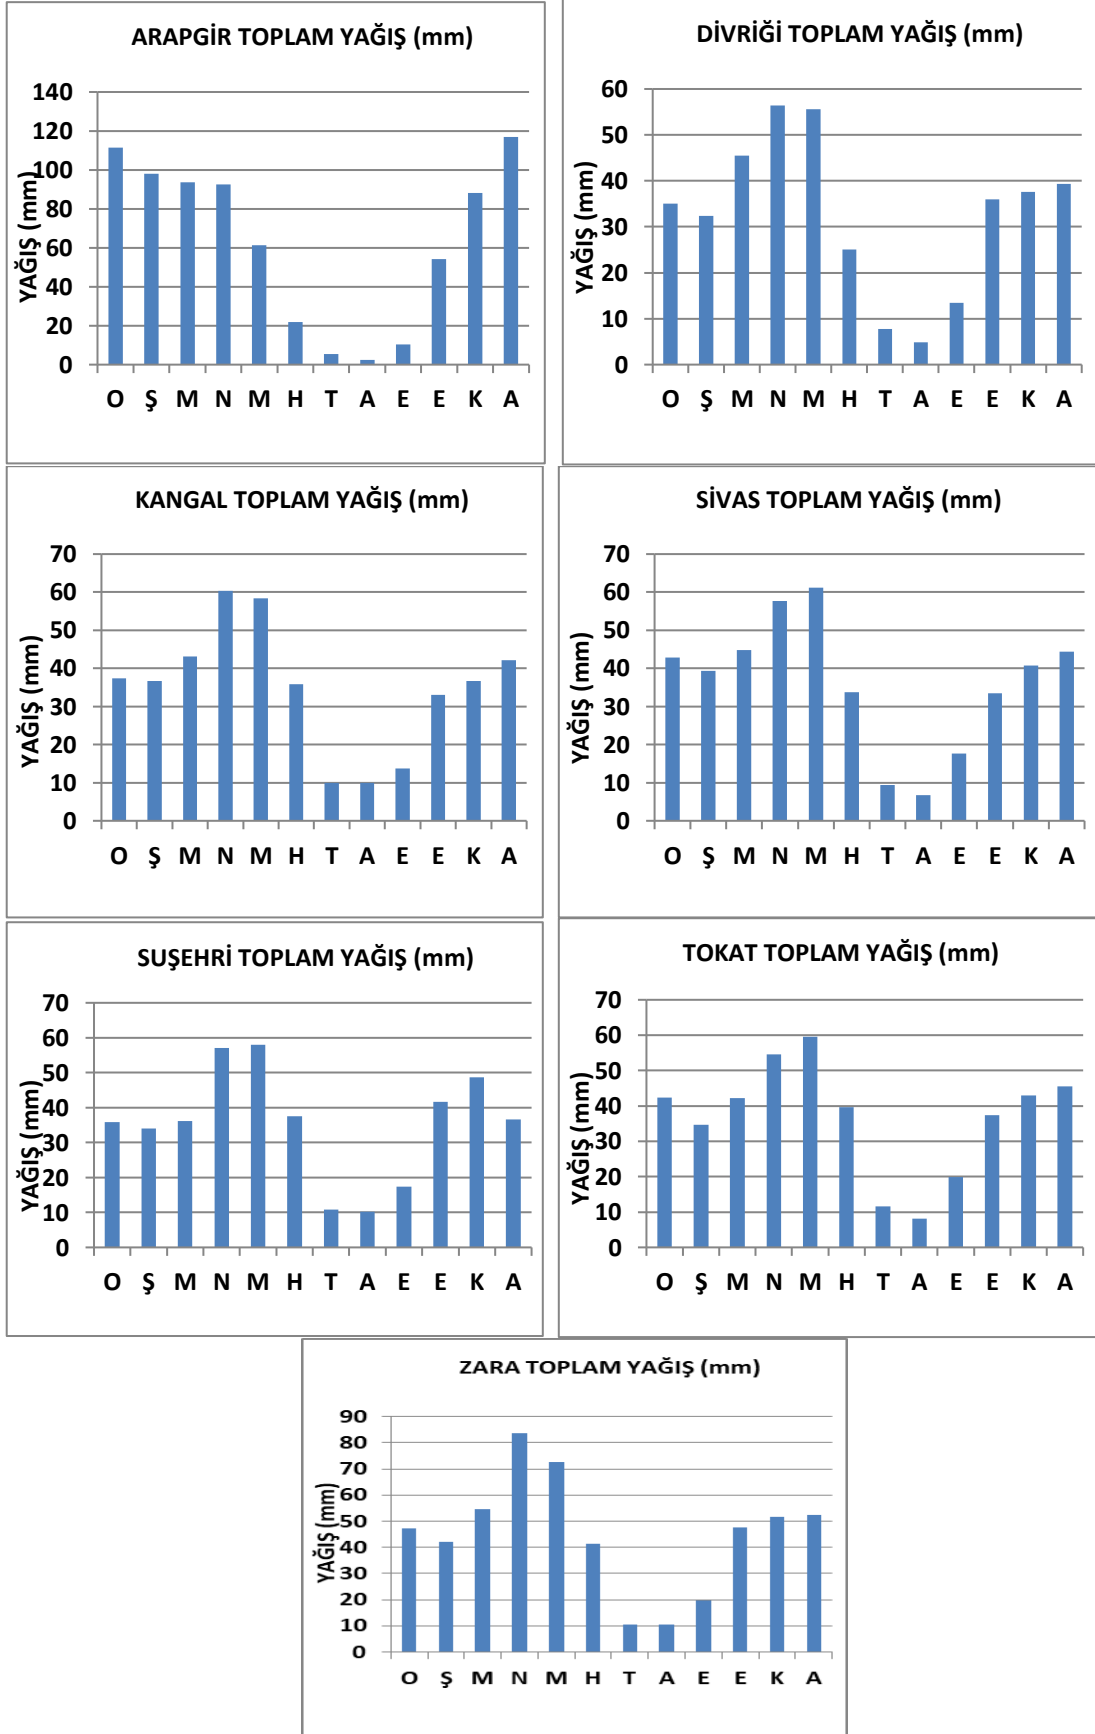 ARAPGİR TOPLAM YAĞIŞ (mm)
YAĞIŞ (mm)
140
120
100
80
60
40
20
0
O Ş M N M H T A E E K A
DİVRİĞİ TOPLAM YAĞIŞ (mm)
YAĞIŞ (mm)
60
50
40
30
20
10
0
O Ş M N M H T A E E K A
KANGAL TOPLAM YAĞIŞ (mm)
YAĞIŞ (mm)
70
60
50
40
30
20
10
0
O Ş M N M H T A E E K A
SİVAS TOPLAM YAĞIŞ (mm)
YAĞIŞ (mm)
70
60
50
40
30
20
10
0
O Ş M N M H T A E E K A
SUŞEHRİ TOPLAM YAĞIŞ (mm)
YAĞIŞ (mm)
70
60
50
40
30
20
10
0
O Ş M N M H T A E E K A
TOKAT TOPLAM YAĞIŞ (mm)
YAĞIŞ (mm)
70
60
50
40
30
20
10
0
O Ş M N M H T A E E K A
ZARA TOPLAM YAĞIŞ (mm)
YAĞIŞ (mm)
90
80
70
60
50
40
30
20
10
0
O Ş M N M H T A E E K A